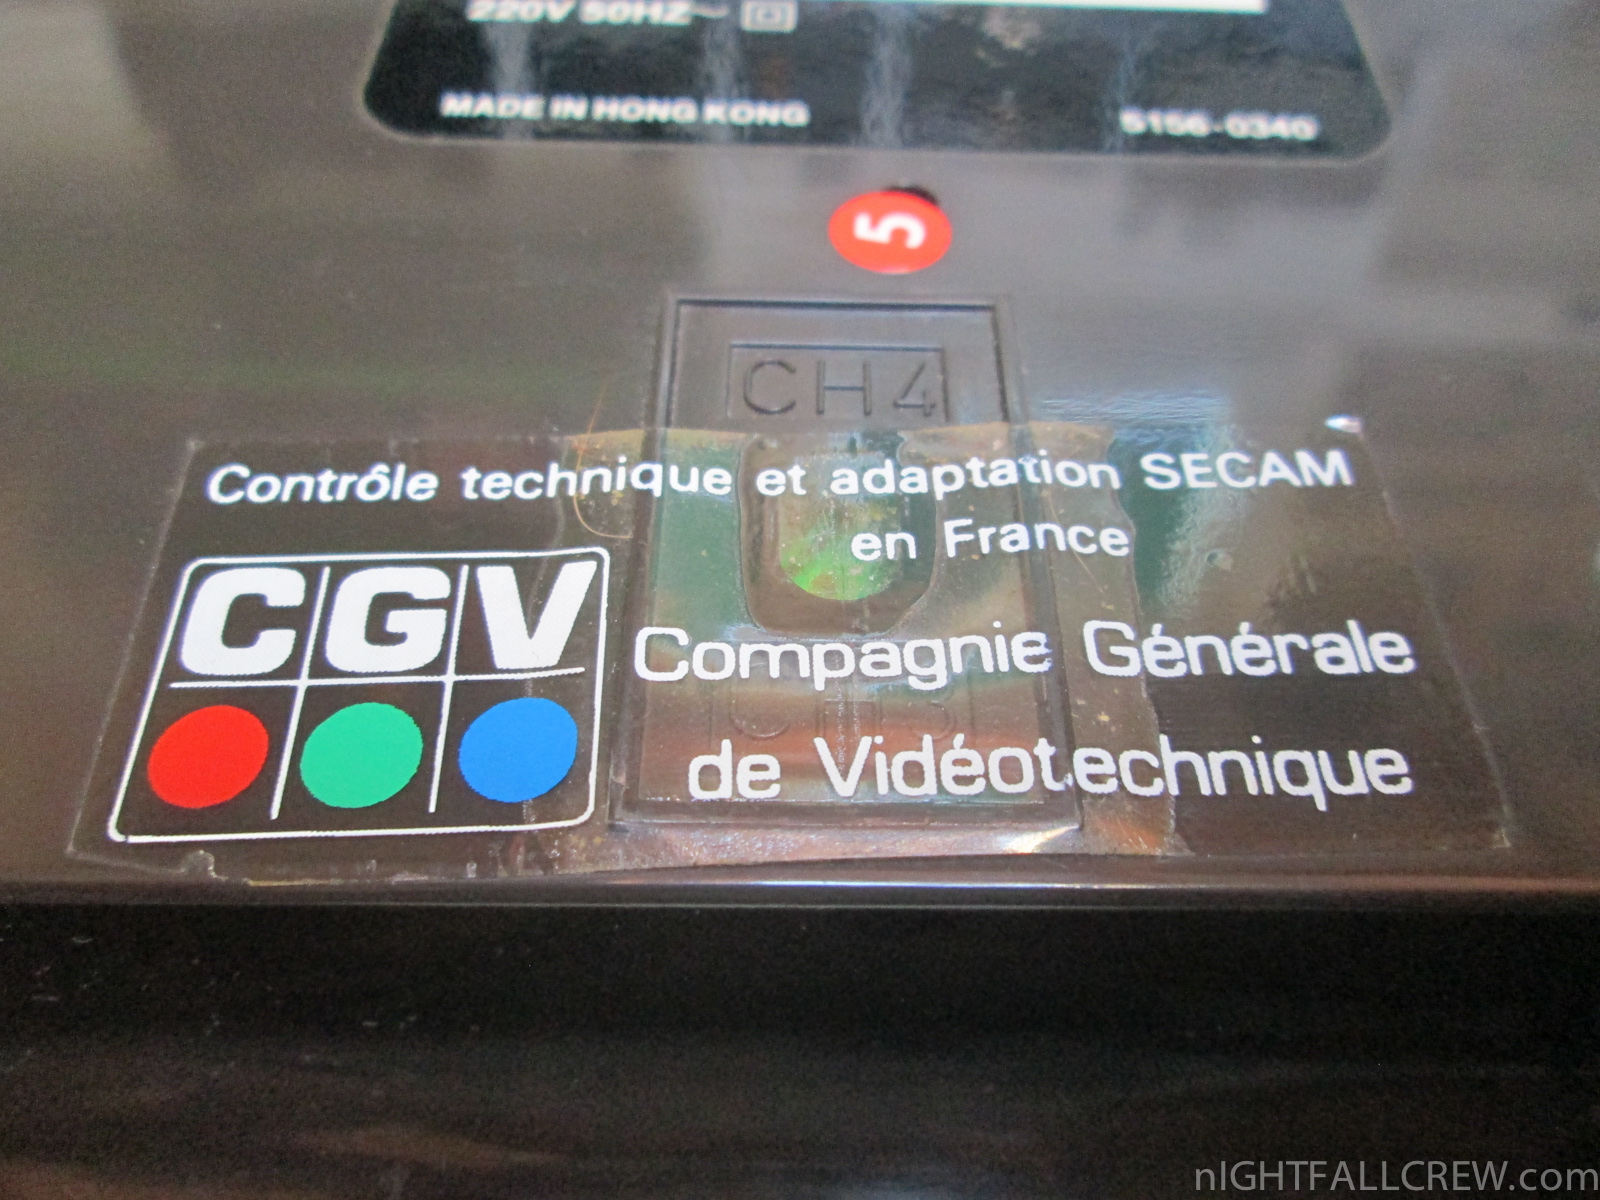 220V 50HZ~
MADE IN HONG KONG
5156-0340
5
CH4
Contrôle technique et adaptation SECAM
en France
CGV
Compagnie Générale
de Vidéotechnique
CH3
nIGHTFALLCREW.com